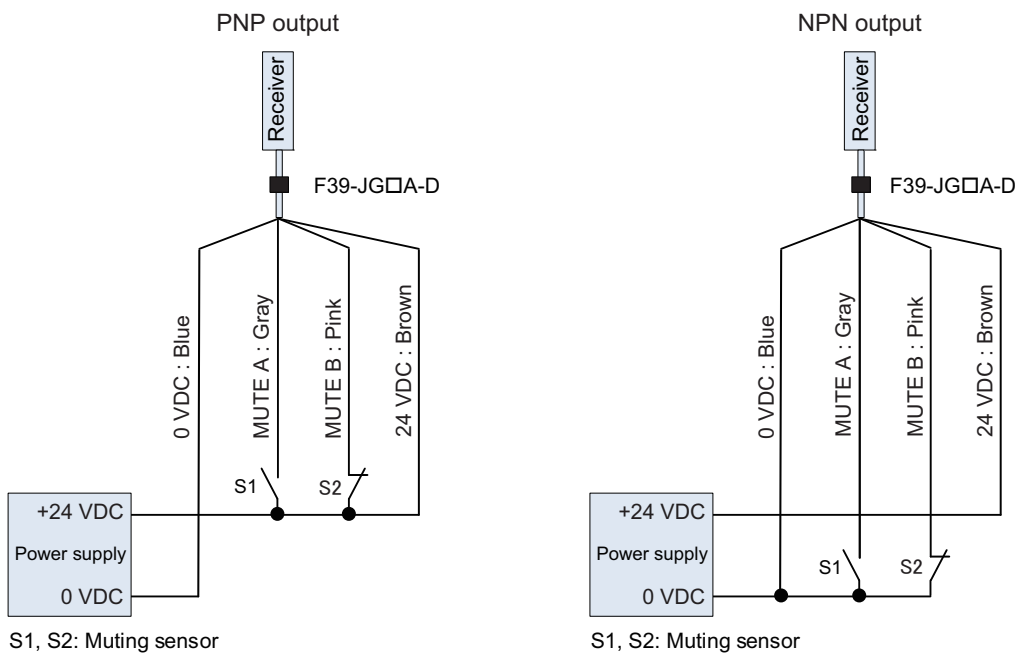 PNP output
Receiver
F39-JG□A-D
0 VDC : Blue
MUTE A : Gray
MUTE B : Pink
24 VDC : Brown
S1
S2
+24 VDC
Power supply
0 VDC
S1, S2: Muting sensor
NPN output
Receiver
F39-JG□A-D
0 VDC : Blue
MUTE A : Gray
MUTE B : Pink
24 VDC : Brown
+24 VDC
Power supply
S1
S2
0 VDC
S1, S2: Muting sensor